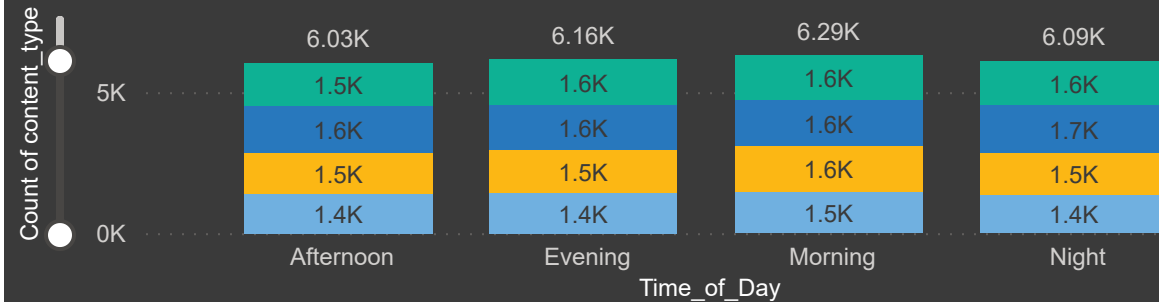 Count of content_type
6.03K 6.16K 6.29K 6.09K
5K
1.5K 1.6K 1.6K 1.6K
1.6K 1.6K 1.6K 1.7K
1.5K 1.5K 1.6K 1.5K
1.4K 1.4K 1.5K 1.4K
0K
Afternoon Evening Morning Night
Time_of_Day